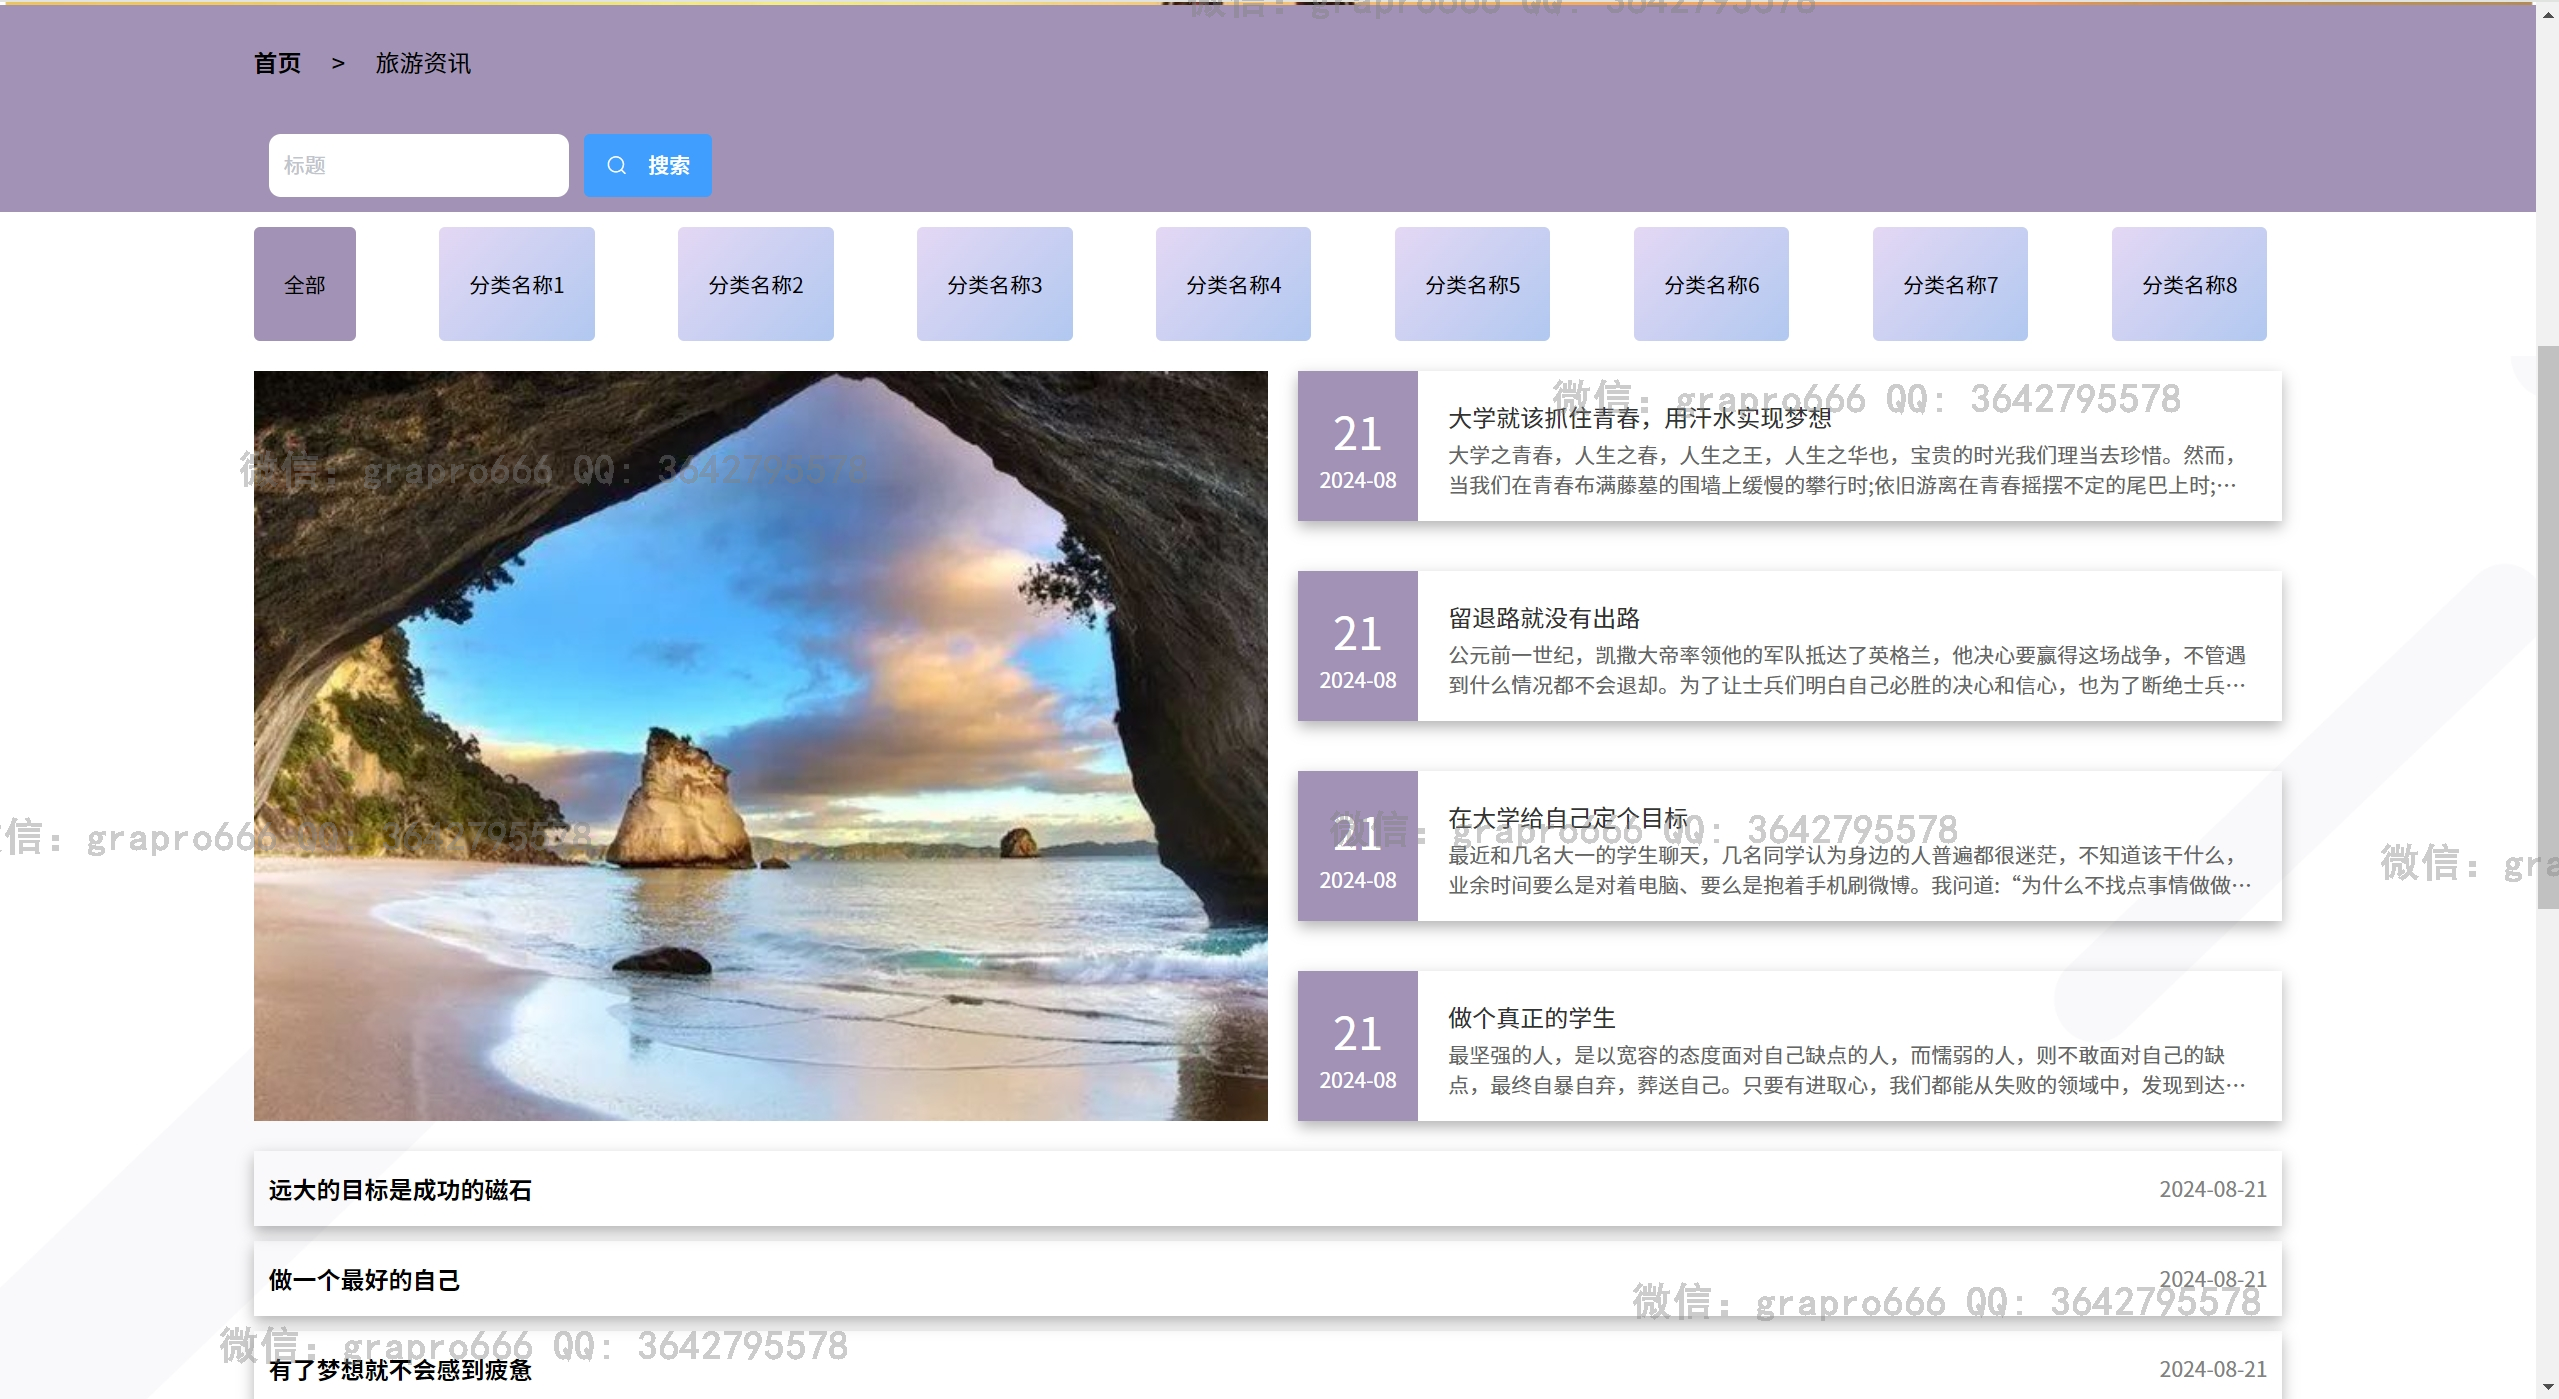 微信: grapro666 QQ: 3642795578
首页 > 旅游资讯
标题
搜索
全部
分类名称1
分类名称2
分类名称3
分类名称4
分类名称5
分类名称6
分类名称7
分类名称8
微信: grapro666 QQ: 3642795578
微信: grapro666 QQ: 3642795578
21
2024-08
大学就该抓住青春，用汗水实现梦想
大学之青春，人生之春，人生之王，人生之华也，宝贵的时光我们理当去珍惜。然而，
当我们在青春布满藤蔓的围墙上缓慢的攀行时;依旧游离在青春摇摆不定的尾巴上时;…
21
2024-08
留退路就没有出路
公元前一世纪，凯撒大帝率领他的军队抵达了英格兰，他决心要赢得这场战争，不管遇
到什么情况都不会退却。为了让士兵们明白自己必胜的决心和信心，也为了断绝士兵…
21
2024-08
在大学给自己定个目标
最近和几名大一的学生聊天，几名同学认为身边的人普遍都很迷茫，不知道该干什么，
业余时间要么是对着电脑、要么是抱着手机刷微博。我问道:“为什么不找点事情做做…
信: grapro666 QQ: 3642795578
微信: grapro666 QQ: 3642795578
微信: gra
21
2024-08
做个真正的学生
最坚强的人，是以宽容的态度面对自己缺点的人，而懦弱的人，则不敢面对自己的缺
点，最终自暴自弃，葬送自己。只要有进取心，我们都能从失败的领域中，发现到达…
远大的目标是成功的磁石
2024-08-21
做一个最好的自己
2024-08-21
微信: grapro666 QQ: 3642795578
微信: grapro666 QQ: 3642795578
有了梦想就不会感到疲惫
2024-08-21